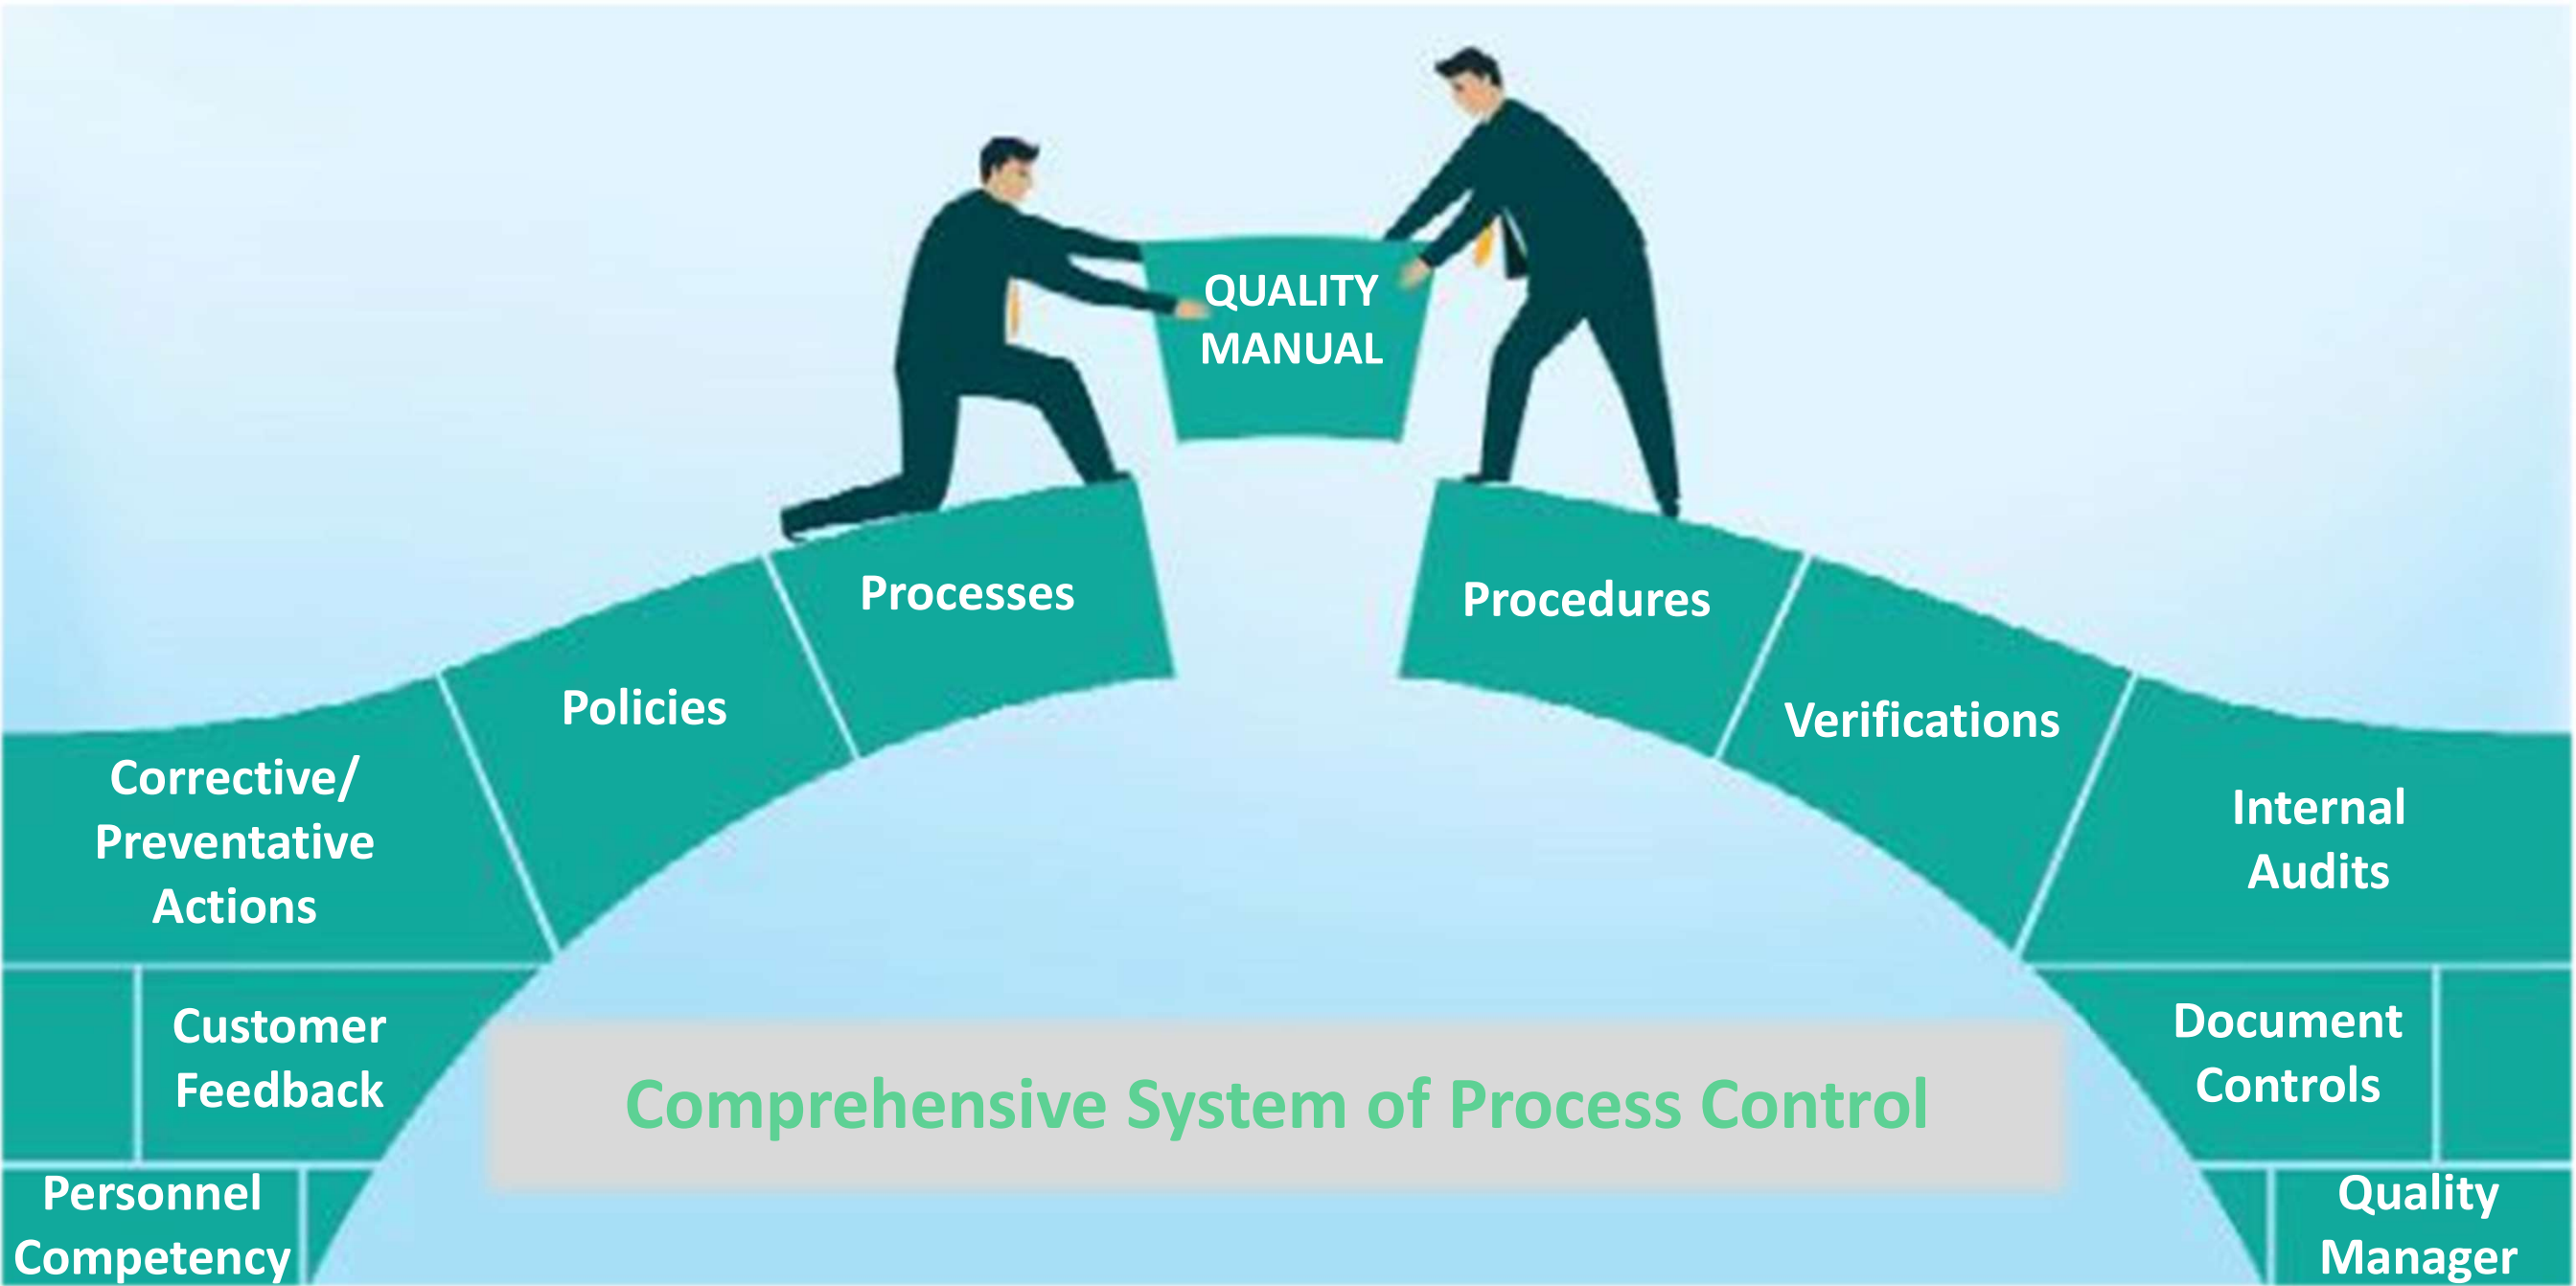 QUALITY
MANUAL
Processes
Procedures
Policies
Verifications
Corrective/
Preventative
Actions
Internal
Audits
Customer
Feedback
Document
Controls
Comprehensive System of Process Control
Personnel
Competency
Quality
Manager